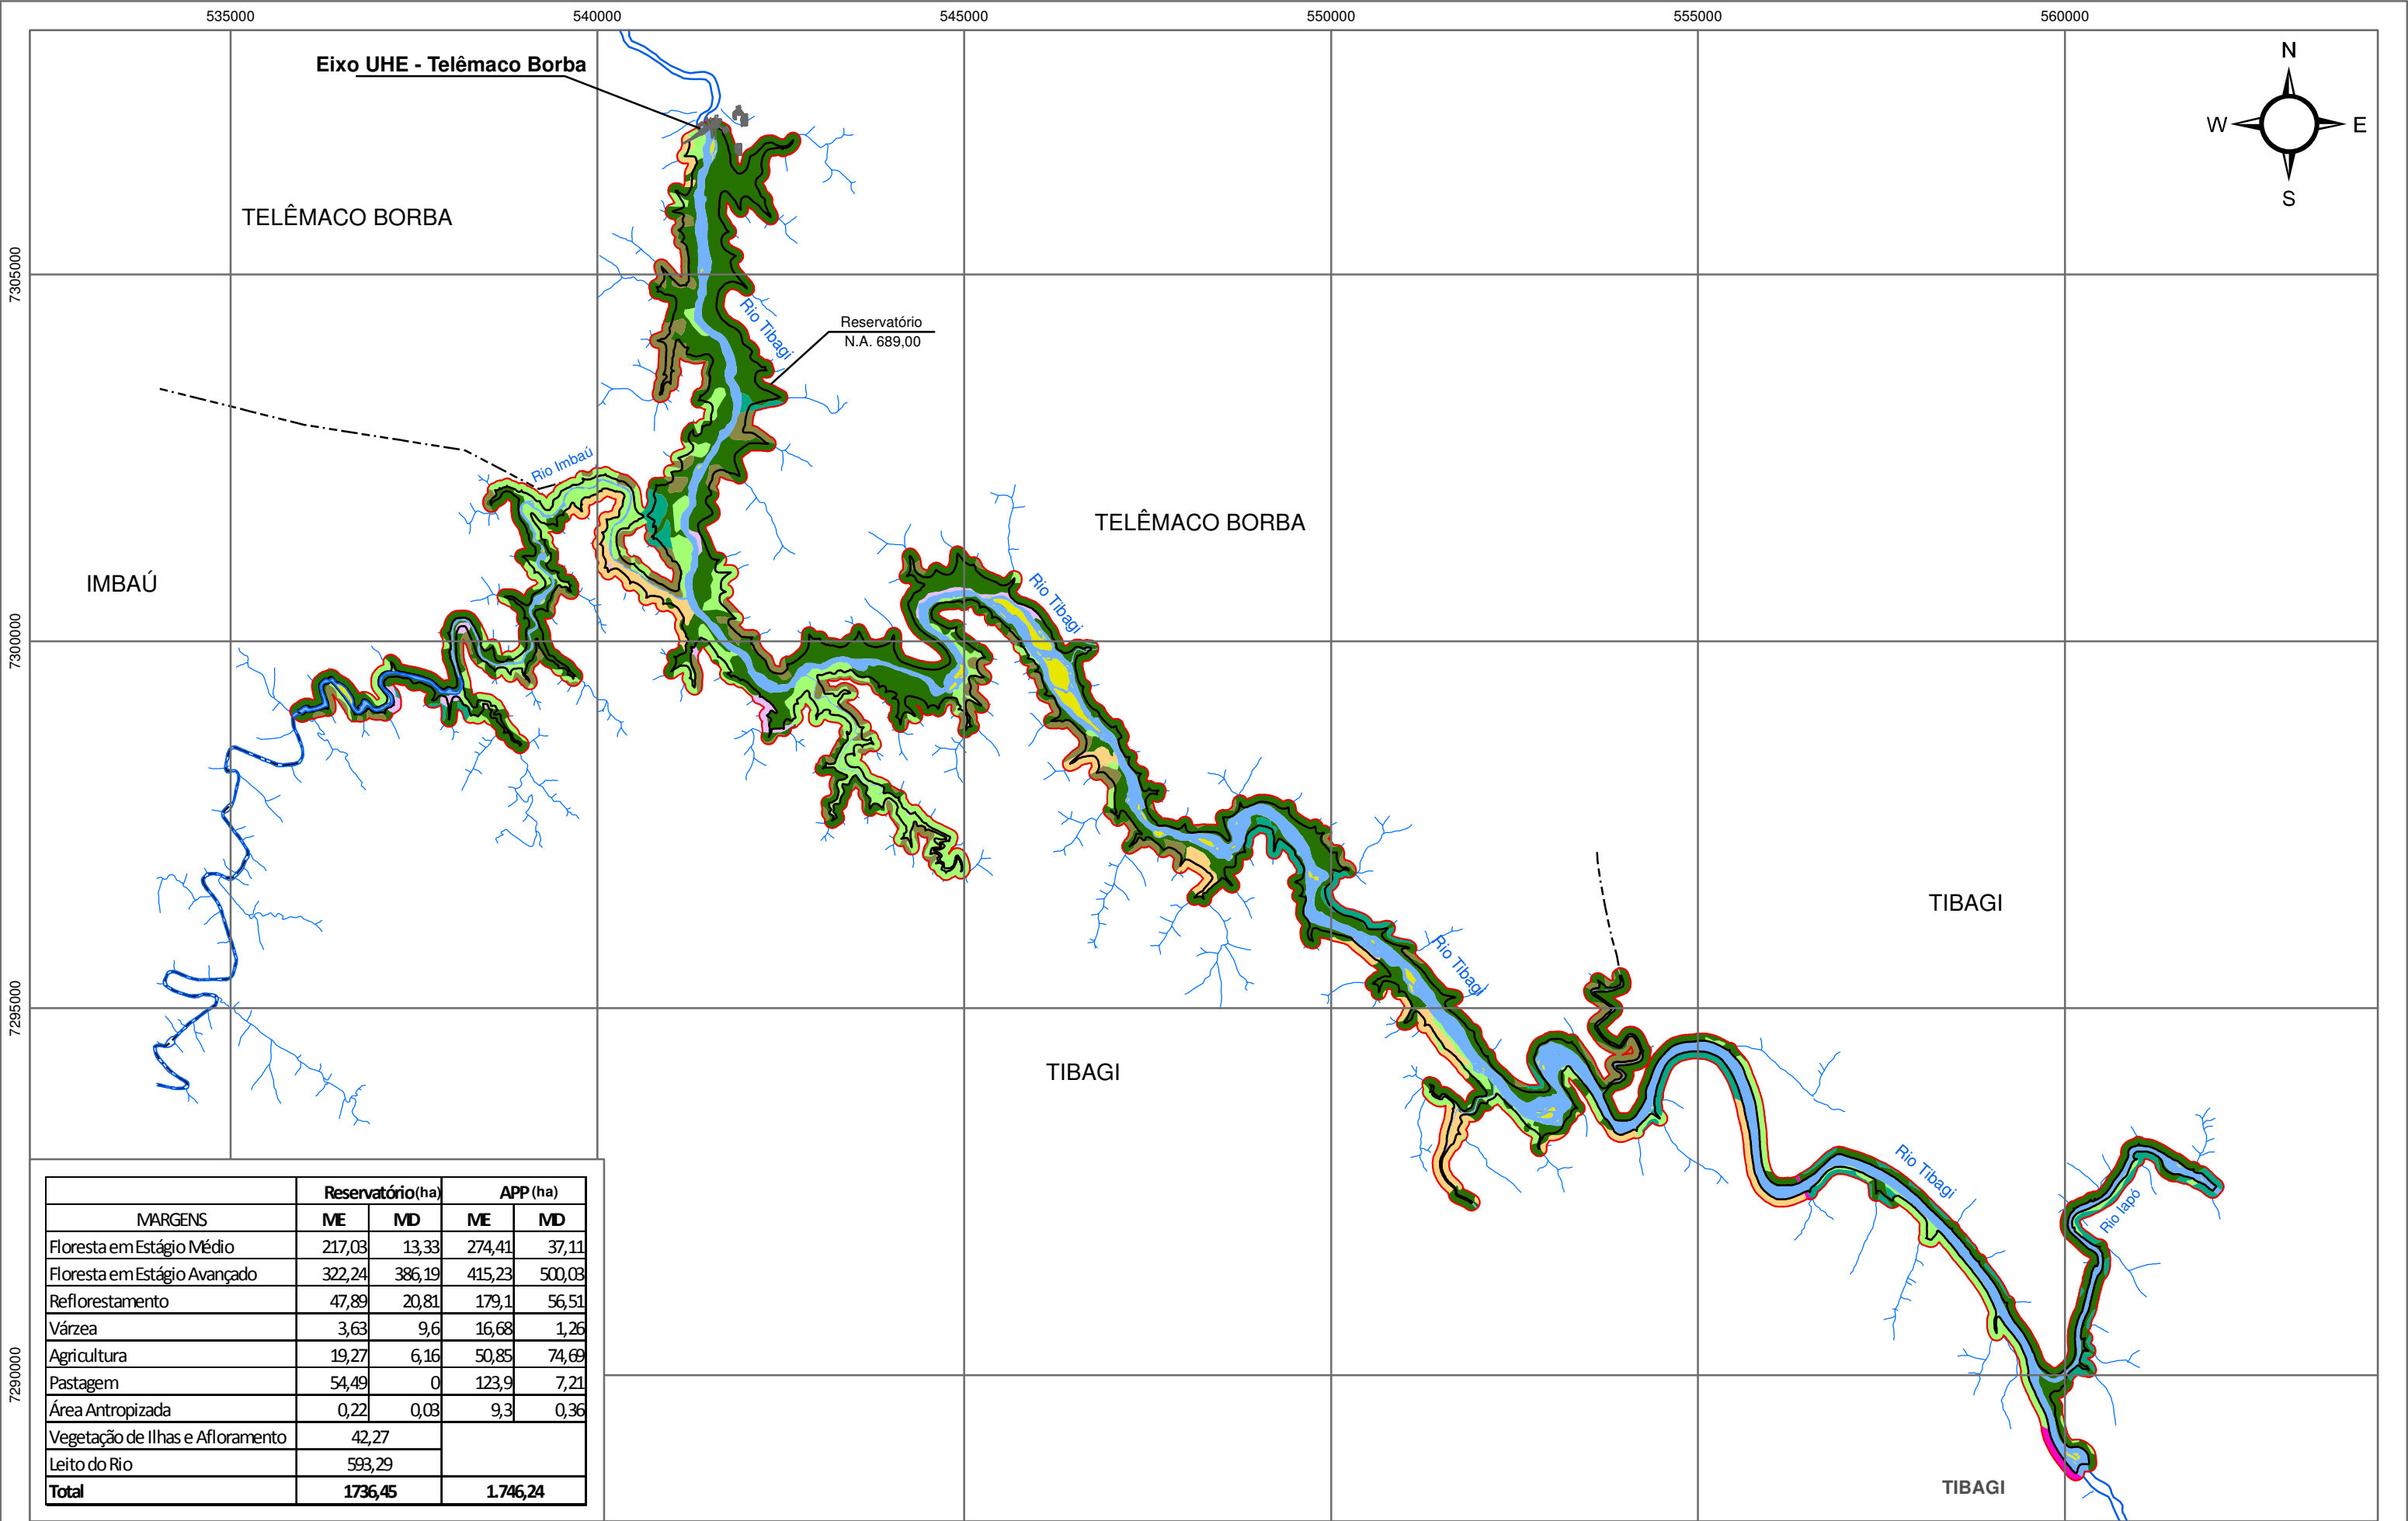 535000 540000 545000 550000 555000 560000
Eixo UHE - Telêmaco Borba
N
W E
S
TELÊMACO BORBA
7305000
Rio Tibagi
Reservatório
N.A. 689,00
Rio Imbaú
TELÊMACO BORBA
IMBAÚ
Rio Tibagi
7300000
TIBAGI
Rio Tibagi
7295000
TIBAGI
Rio Tibagi
Rio Iapó
7290000
TIBAGI
Reservatório (ha) APP (ha)
MARGENS ME MD ME MD
Floresta em Estágio Médio 217,03 13,33 274,41 37,11
Floresta em Estágio Avançado 322,24 386,19 415,23 500,03
Reflorestamento 47,89 20,81 179,1 56,51
Várzea 3,63 9,6 16,68 1,26
Agricultura 19,27 6,16 50,85 74,69
Pastagem 54,49 0 123,9 7,21
Área Antropizada 0,22 0,03 9,3 0,36
Vegetação de Ilhas e Afloramento 42,27
Leito do Rio 593,29
Total 1736,45 1.746,24